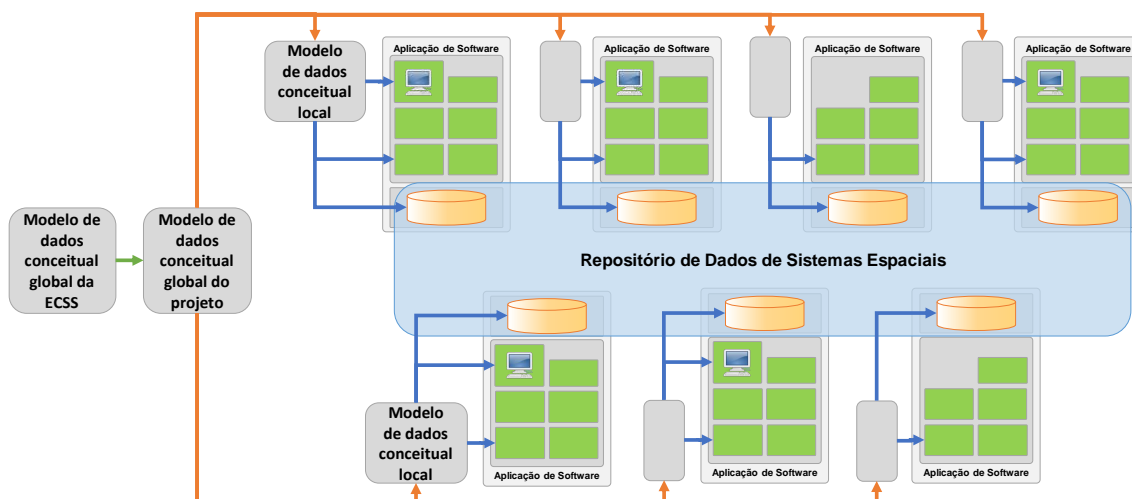 Modelo
de dados
conceitual
local
Aplicação de Software
Aplicação de Software
Aplicação de Software
Aplicação de Software
Modelo de
dados
conceitual
global da
ECSS
Modelo de
dados
conceitual
global do
projeto
Repositório de Dados de Sistemas Espaciais
Modelo
de dados
conceitual
local
Aplicação de Software
Aplicação de Software
Aplicação de Software